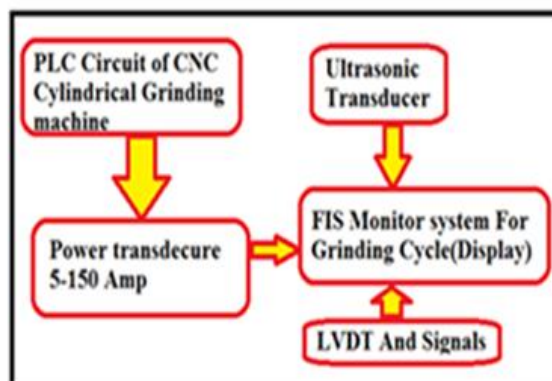 PLC Circuit of CNC
Cylindrical Grinding
machine
Ultrasonic
Transducer
Power transdecure
5-150 Amp
FIS Monitor system For
Grinding Cycle(Display)
LVDT And Signals